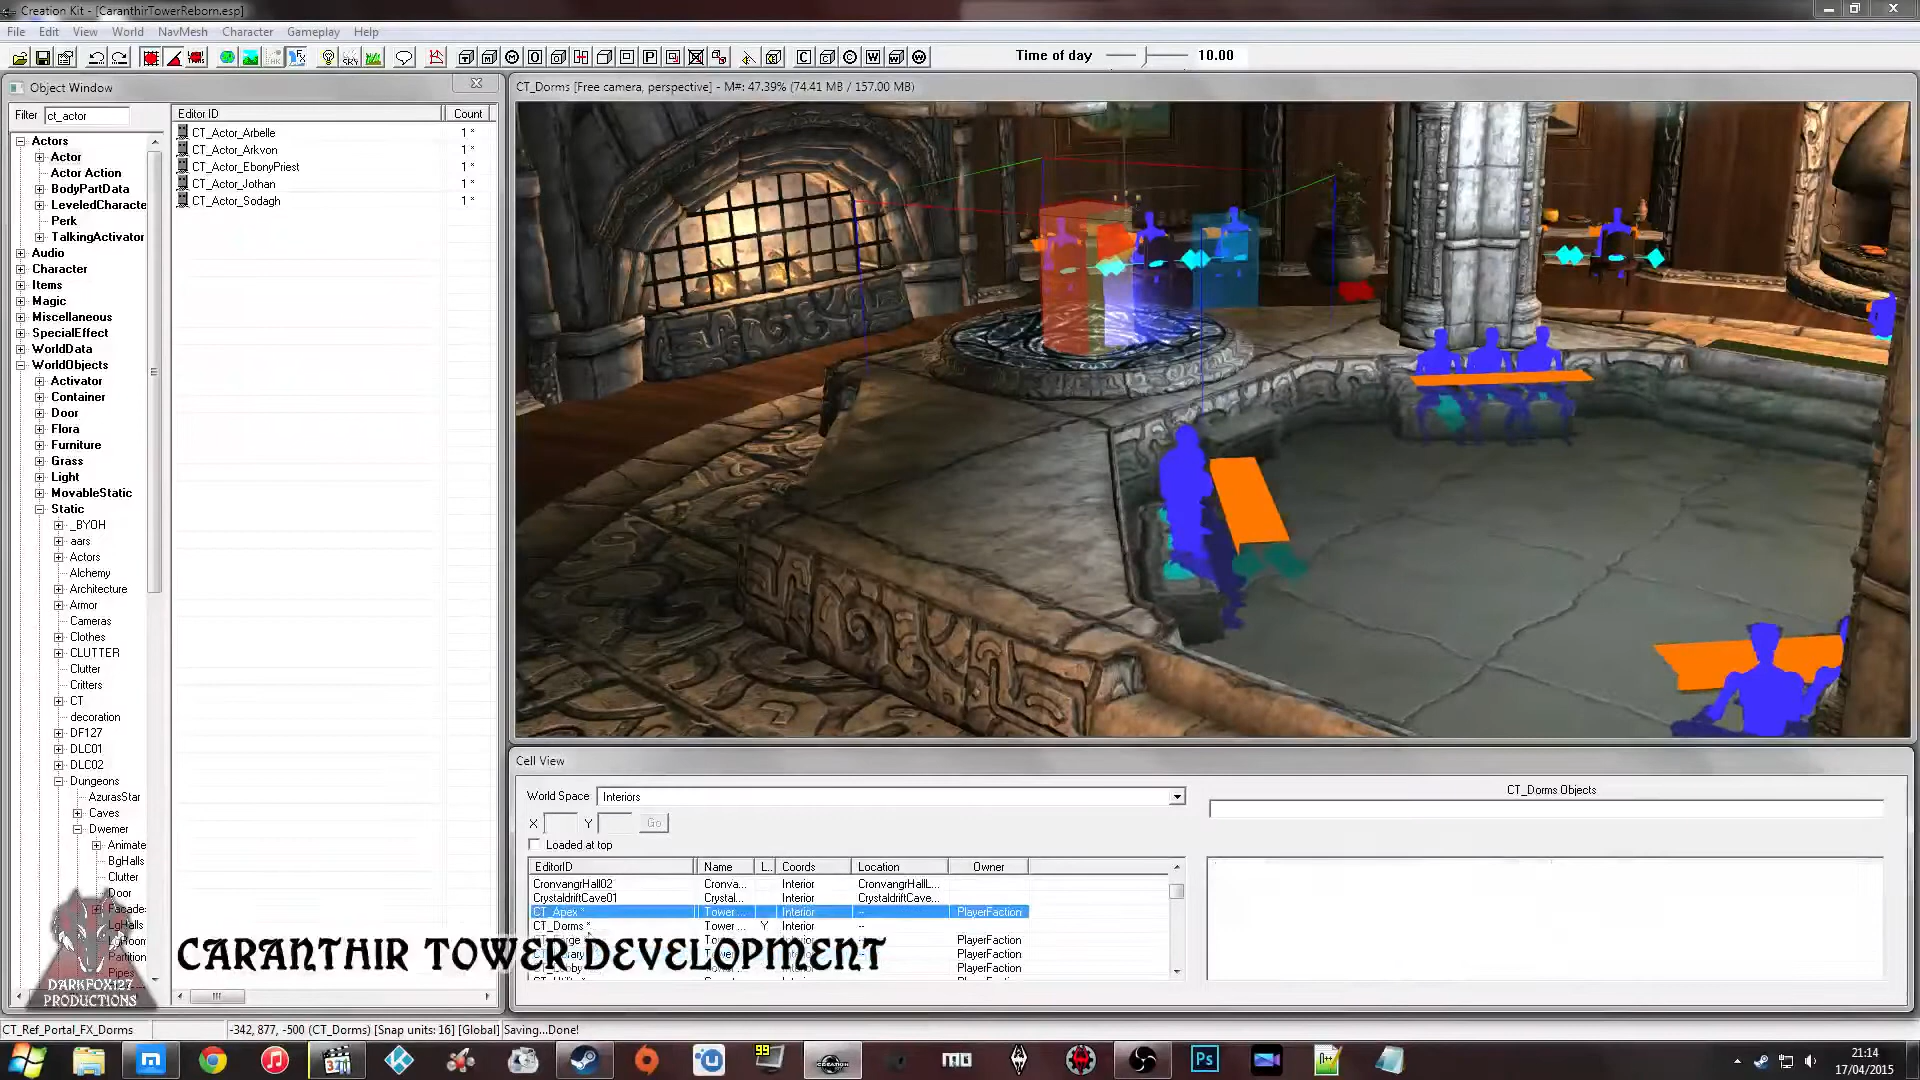 Creation Kit - [CaranthirTowerReborn.esp]
File Edit View World NavMesh Character Gameplay Help
Time of day 10.00
Object Window
Filter ct_actor
Actors
Actor
Actor Action
BodyPartData
LeveledCharacte
Perk
TalkingActivator
Audio
Character
Items
Magic
Miscellaneous
SpecialEffect
WorldData
WorldObjects
Activator
Container
Door
Flora
Furniture
Grass
Light
MovableStatic
Static
_BYOH
aars
Actors
Alchemy
Architecture
Armor
Cameras
Clothes
CLUTTER
Clutter
Critters
CT
decoration
DF127
DLC01
DLC02
Dungeons
AzurasStar
Caves
Dwemer
Animate
BgHalls
Clutter
Door
Facade:
LgHalls
Partition
Pipes
Editor ID Count
CT_Actor_Arbelle 1 *
CT_Actor_Arkvon 1 *
CT_Actor_EbonyPriest 1 *
CT_Actor_Jothan 1 *
CT_Actor_Sodagh 1 *
CT_Dorms [Free camera, perspective] - M#: 47.39% (74.41 MB / 157.00 MB)
Cell View
World Space Interiors
X Y Go
Loaded at top
EditorID Name L.. Coords Location Owner
CronvangrHall02 Cronva... Interior CronvangrHallL...
CrystaldriftCave01 Crystal... Interior CrystaldriftCave...
CT_Apex * Tower ... Interior -- PlayerFaction
CT_Dorms * Tower ... Y Interior --
PlayerFaction
PlayerFaction
PlayerFaction
CT_Dorms Objects
CARANTHIR TOWER DEVELOPMENT
DARKFOX127
PRODUCTIONS
CT_Ref_Portal_FX_Dorms
-342, 877, -500 (CT_Dorms) [Snap units: 16] [Global] Saving...Done!
21:14
17/04/2015